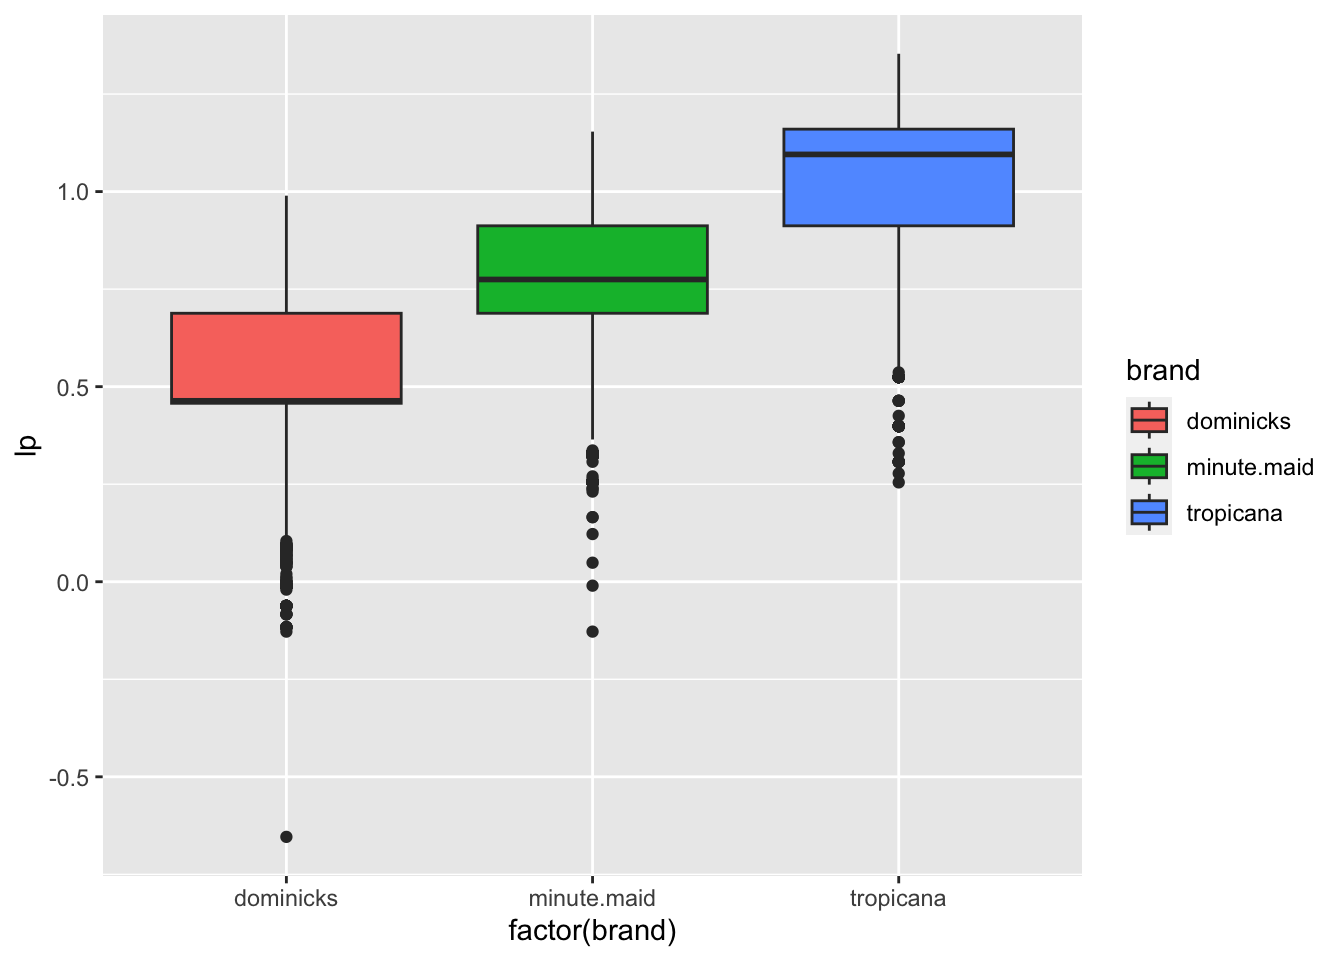 lp
1.0
0.5
0.0
-0.5
dominicks
minute.maid
tropicana
factor(brand)
brand
dominicks
minute.maid
tropicana